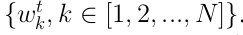 {w_k^t, k ∈ [1, 2, ..., N]}.